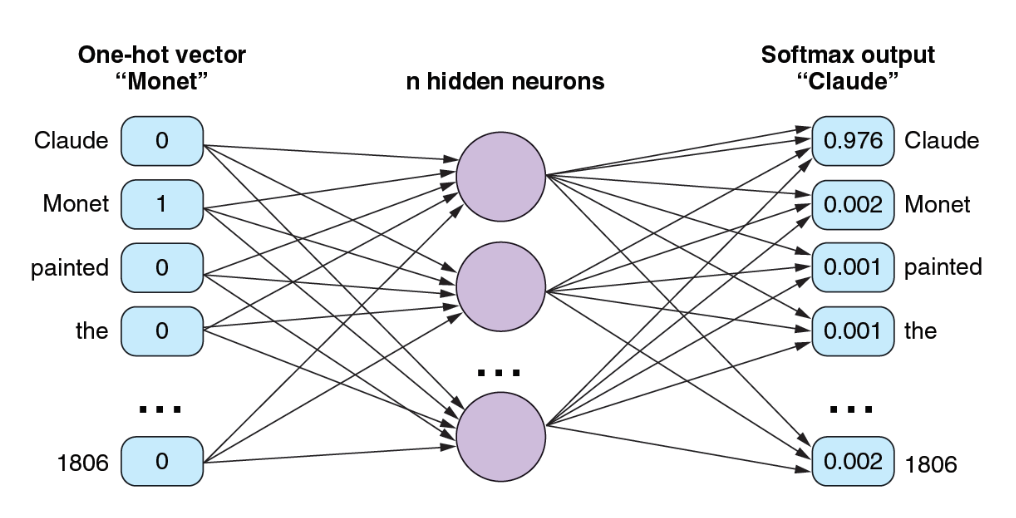 One-hot vector
“Monet”
n hidden neurons
Softmax output
“Claude”
Claude 0
Monet 1
painted 0
the 0
...
1806 0
...
0.976 Claude
0.002 Monet
0.001 painted
0.001 the
...
0.002 1806